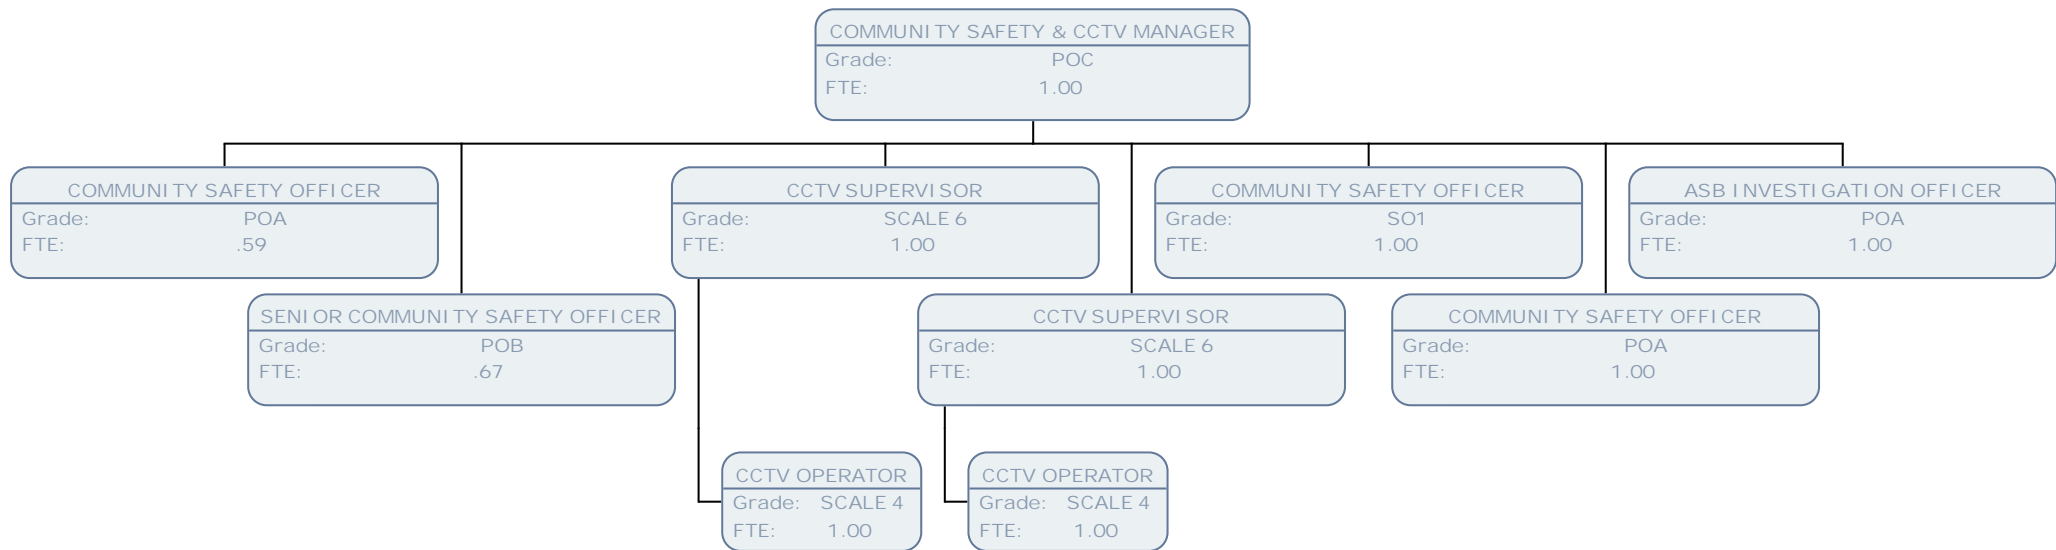 COMMUNITY SAFETY & CCTV MANAGER
Grade: POC
FTE: 1.00
COMMUNITY SAFETY OFFICER
Grade: POA
FTE: .59
CCTV SUPERVISOR
Grade: SCALE 6
FTE: 1.00
COMMUNITY SAFETY OFFICER
Grade: SO1
FTE: 1.00
ASB INVESTIGATION OFFICER
Grade: POA
FTE: 1.00
SENIOR COMMUNITY SAFETY OFFICER
Grade: POB
FTE: .67
CCTV SUPERVISOR
Grade: SCALE 6
FTE: 1.00
COMMUNITY SAFETY OFFICER
Grade: POA
FTE: 1.00
CCTV OPERATOR
Grade: SCALE 4
FTE: 1.00
CCTV OPERATOR
Grade: SCALE 4
FTE: 1.00